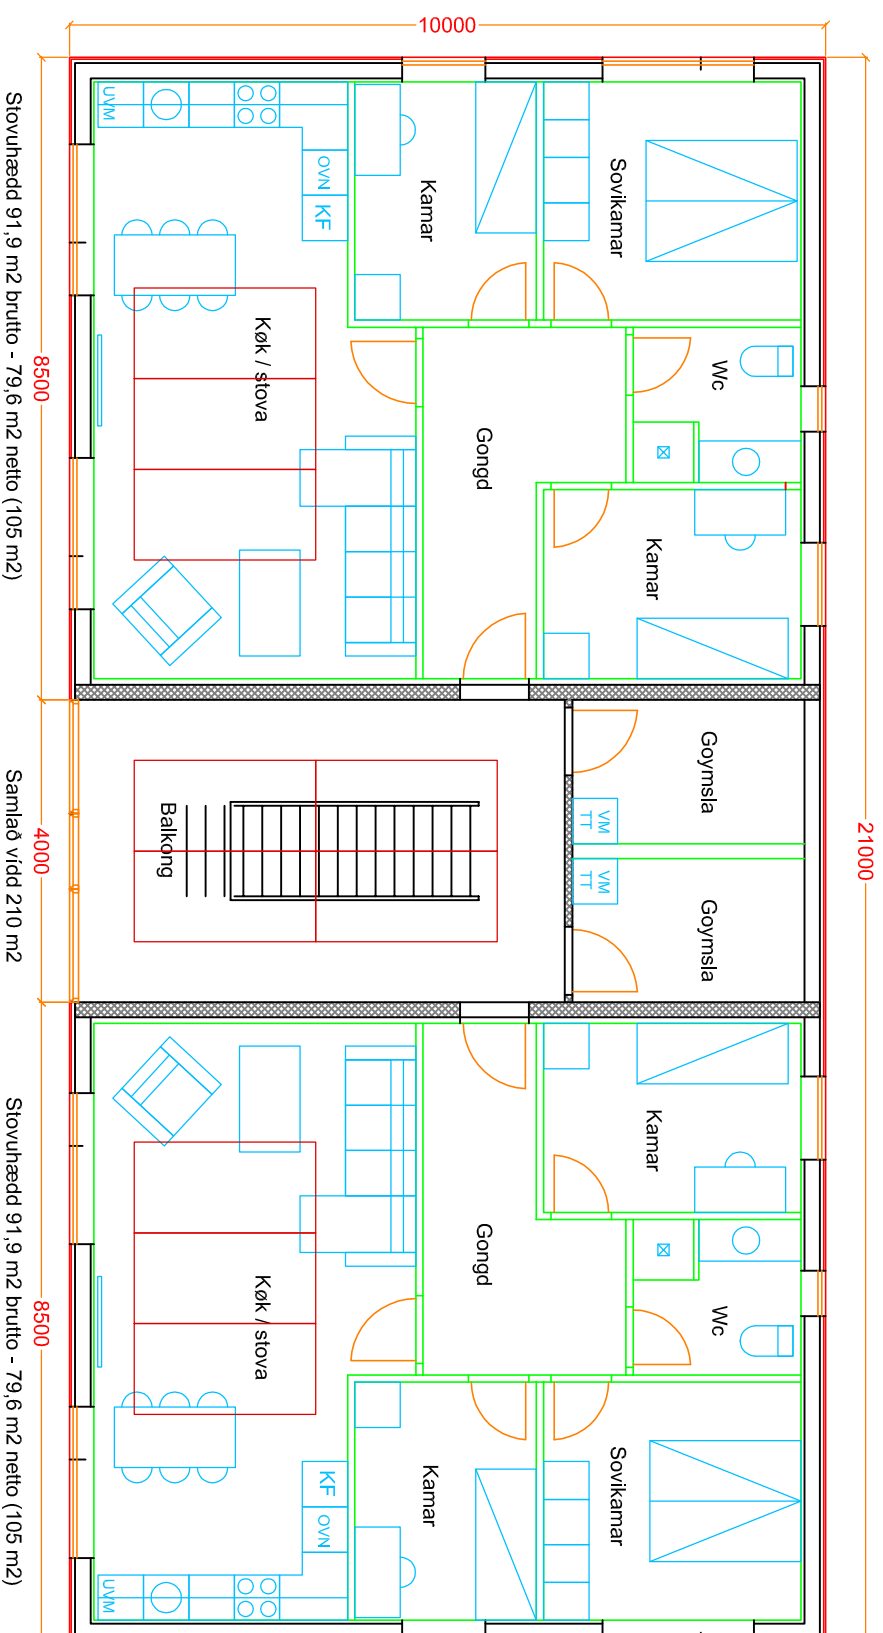 10000
21000
8500
4000
8500
Stovuhædd 91,9 m2 brutto - 79,6 m2 netto (105 m2)
Samlað vídd 210 m2
Stovuhædd 91,9 m2 brutto - 79,6 m2 netto (105 m2)
Sovikamar
Kamar
UVM
OVN
KF
Køk / stova
Wc
Gongd
Kamar
Goymsla
VM
TT
VM
TT
Goymsla
Balkong
Kamar
Gongd
Wc
Køk / stova
Sovikamar
Kamar
KF
OVN
UVM